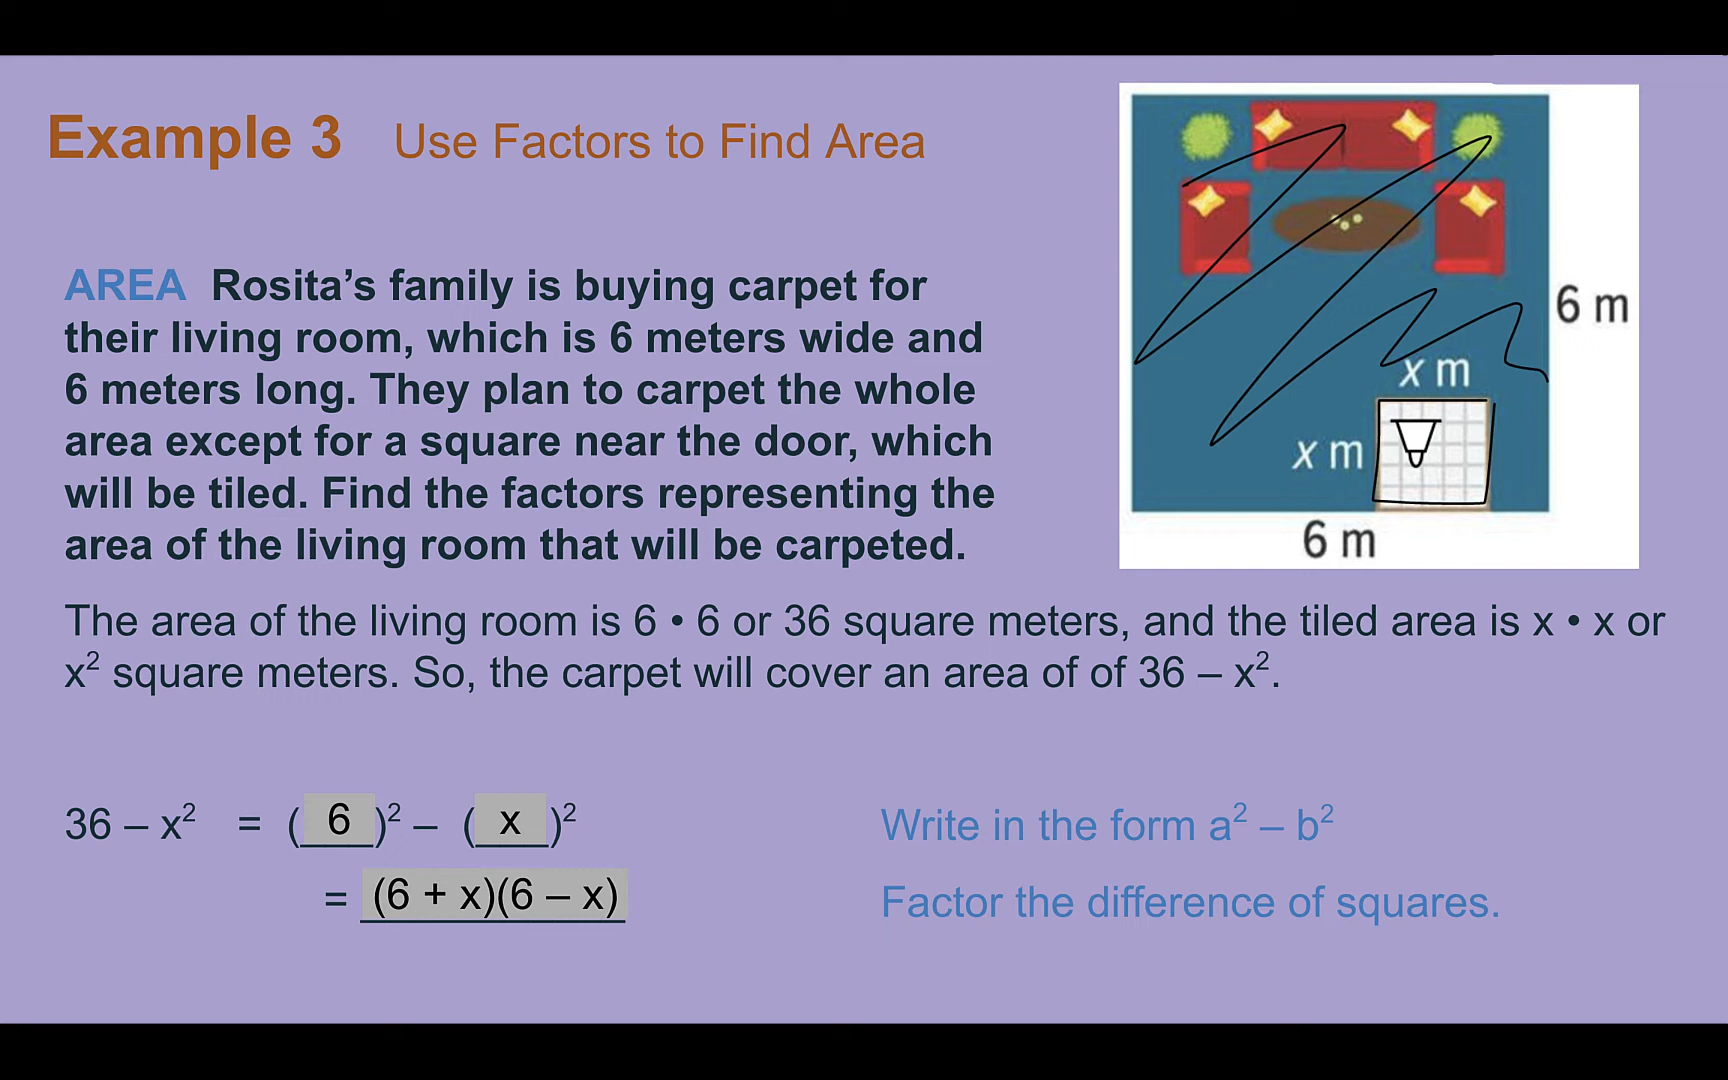 Example 3 Use Factors to Find Area
AREA Rosita’s family is buying carpet for
their living room, which is 6 meters wide and
6 meters long. They plan to carpet the whole
area except for a square near the door, which
will be tiled. Find the factors representing the
area of the living room that will be carpeted.
6 m
x m
x m
6 m
The area of the living room is 6 • 6 or 36 square meters, and the tiled area is x • x or
x² square meters. So, the carpet will cover an area of of 36 – x².
36 – x² = (6)² – (x)² Write in the form a² – b²
= (6 + x)(6 – x) Factor the difference of squares.